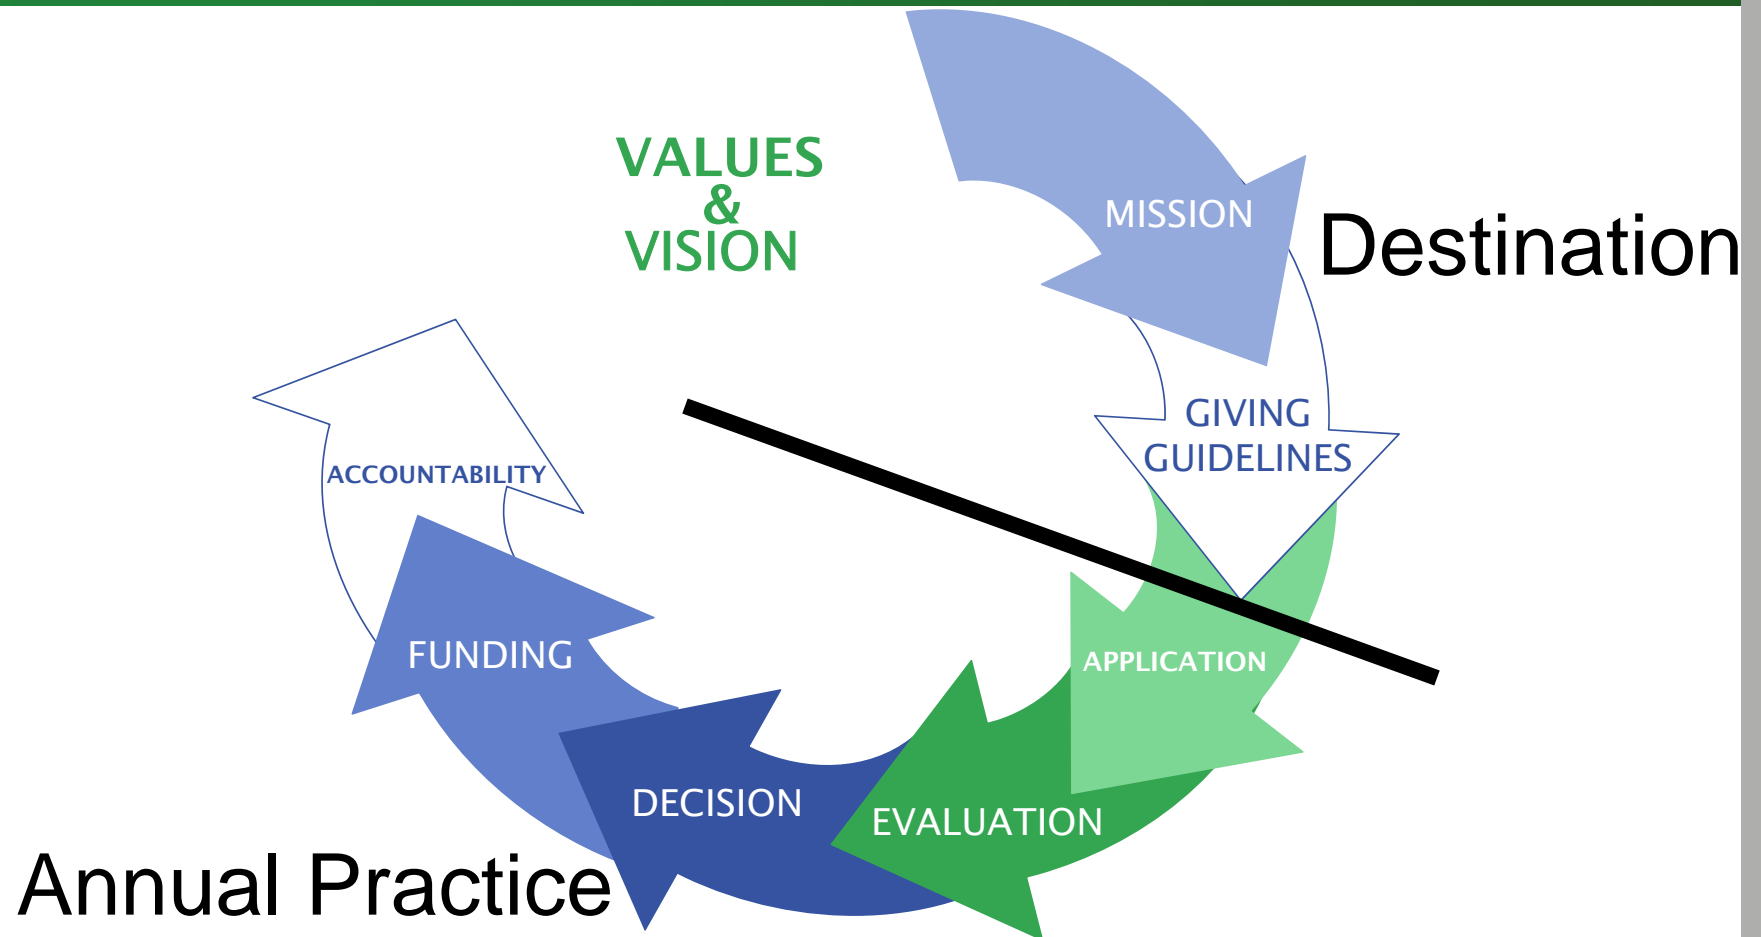 VALUES
&
VISION
MISSION
Destination
GIVING
GUIDELINES
APPLICATION
EVALUATION
DECISION
FUNDING
ACCOUNTABILITY
Annual Practice